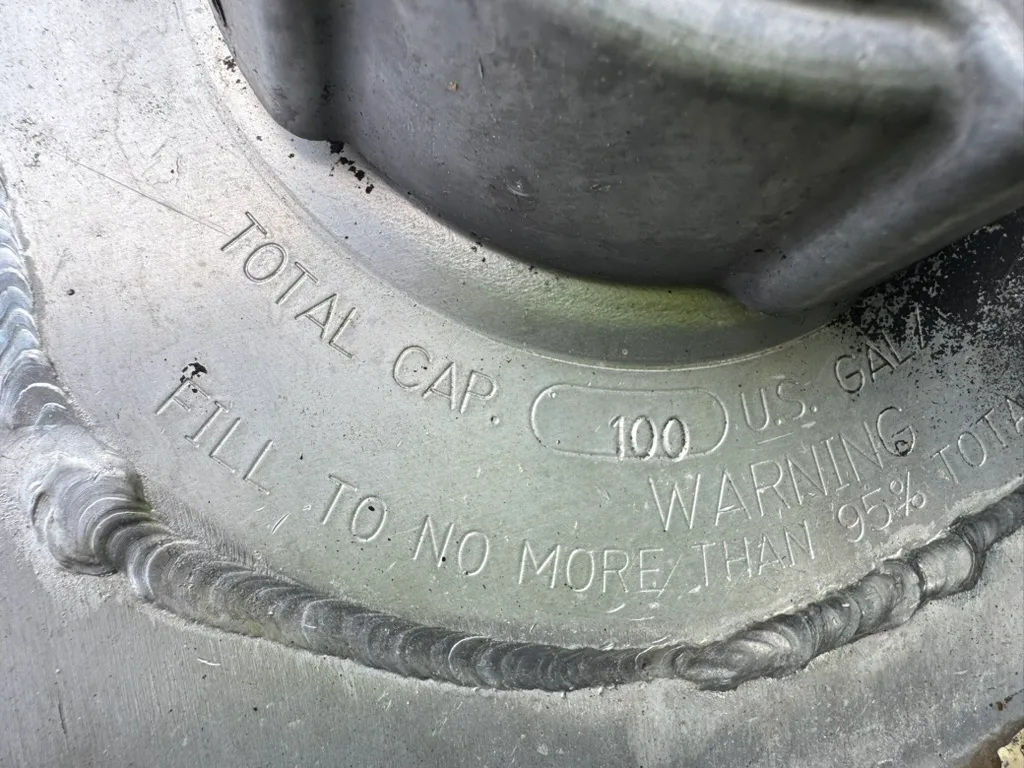 TOTAL CAP. 100 U.S. GAL.
WARNING
FILL TO NO MORE THAN 95% TOTA